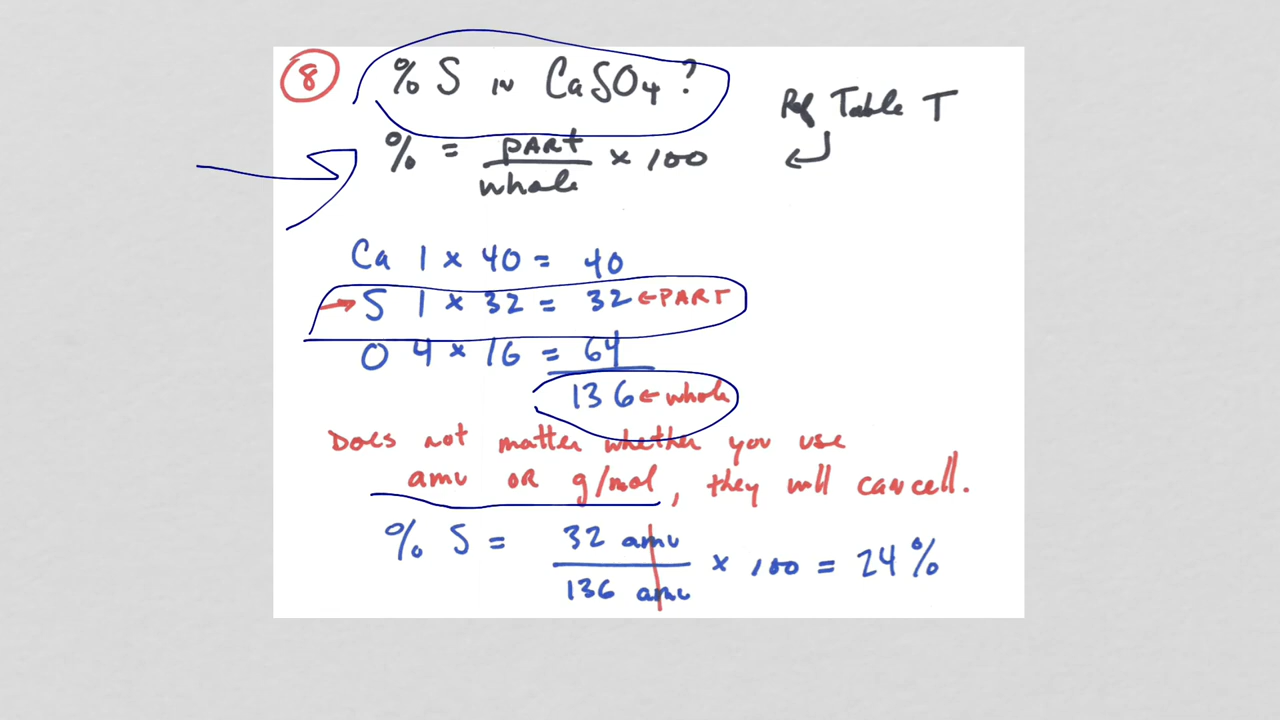 8
% S in CaSO4 ?
Ref Table T
% = part
whole
x 100
Ca 1 x 40 = 40
→ S 1 x 32 = 32 ← PART
O 4 x 16 = 64
136 ← whole
Does not matter whether you use
amu OR g/mol, they will cancell.
% S = 32 amu
136 amu
x 100 = 24 %